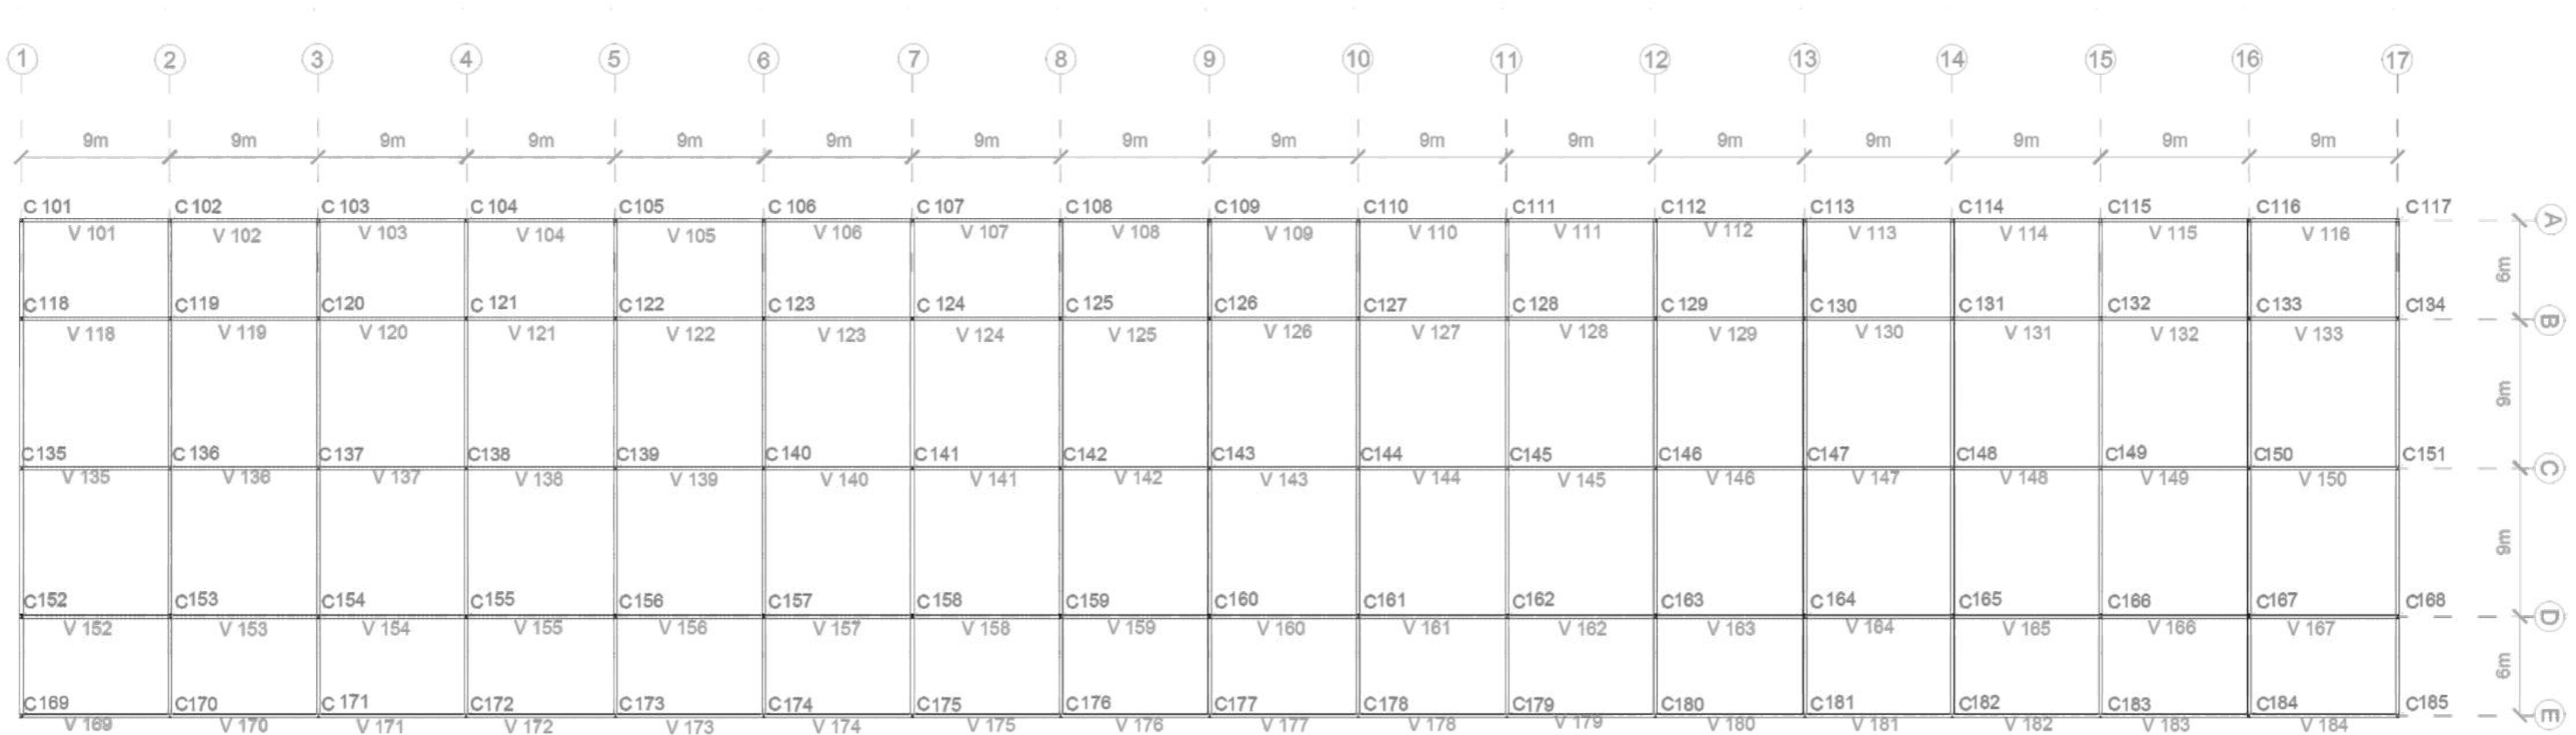 1 2 3 4 5 6 7 8 9 10 11 12 13 14 15 16 17
9m 9m 9m 9m 9m 9m 9m 9m 9m 9m 9m 9m 9m 9m 9m 9m
C 101 C 102 C 103 C 104 C105 C 106 C107 C108 C109 C110 C111 C112 C113 C114 C115 C116 C117 A
V 101 V 102 V 103 V 104 V 105 V 106 V 107 V 108 V 109 V 110 V 111 V 112 V 113 V 114 V 115 V 116
6m
C118 C119 C120 C 121 C122 C123 C 124 C 125 C126 C127 C128 C 129 C130 C131 C132 C133 C134 B
V 118 V 119 V 120 V 121 V 122 V 123 V 124 V 125 V 126 V 127 V 128 V 129 V 130 V 131 V 132 V 133
9m
C135 C 136 C137 C138 C139 C140 C141 C142 C143 C144 C145 C146 C147 C148 C149 C150 C151 C
V 135 V 136 V 137 V 138 V 139 V 140 V 141 V 142 V 143 V 144 V 145 V 146 V 147 V 148 V 149 V 150
9m
C152 C153 C154 C155 C156 C157 C158 C159 C160 C161 C162 C163 C164 C165 C166 C167 C168 D
V 152 V 153 V 154 V 155 V 156 V 157 V 158 V 159 V 160 V 161 V 162 V 163 V 164 V 165 V 166 V 167
6m
C169 C170 C 171 C172 C173 C174 C175 C176 C177 C178 C179 C180 C181 C182 C183 C184 C185 E
V 169 V 170 V 171 V 172 V 173 V 174 V 175 V 176 V 177 V 178 V 179 V 180 V 181 V 182 V 183 V 184